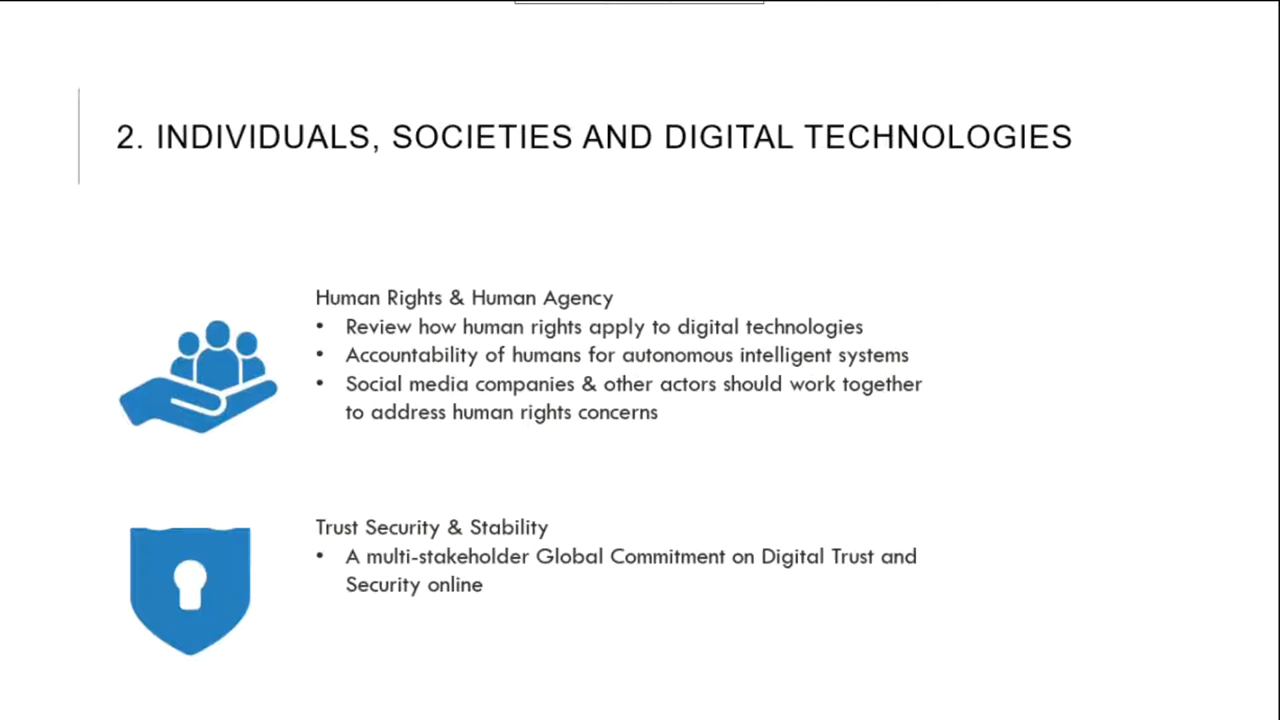 2. INDIVIDUALS, SOCIETIES AND DIGITAL TECHNOLOGIES
Human Rights & Human Agency
• Review how human rights apply to digital technologies
• Accountability of humans for autonomous intelligent systems
• Social media companies & other actors should work together
to address human rights concerns
Trust Security & Stability
• A multi-stakeholder Global Commitment on Digital Trust and
Security online